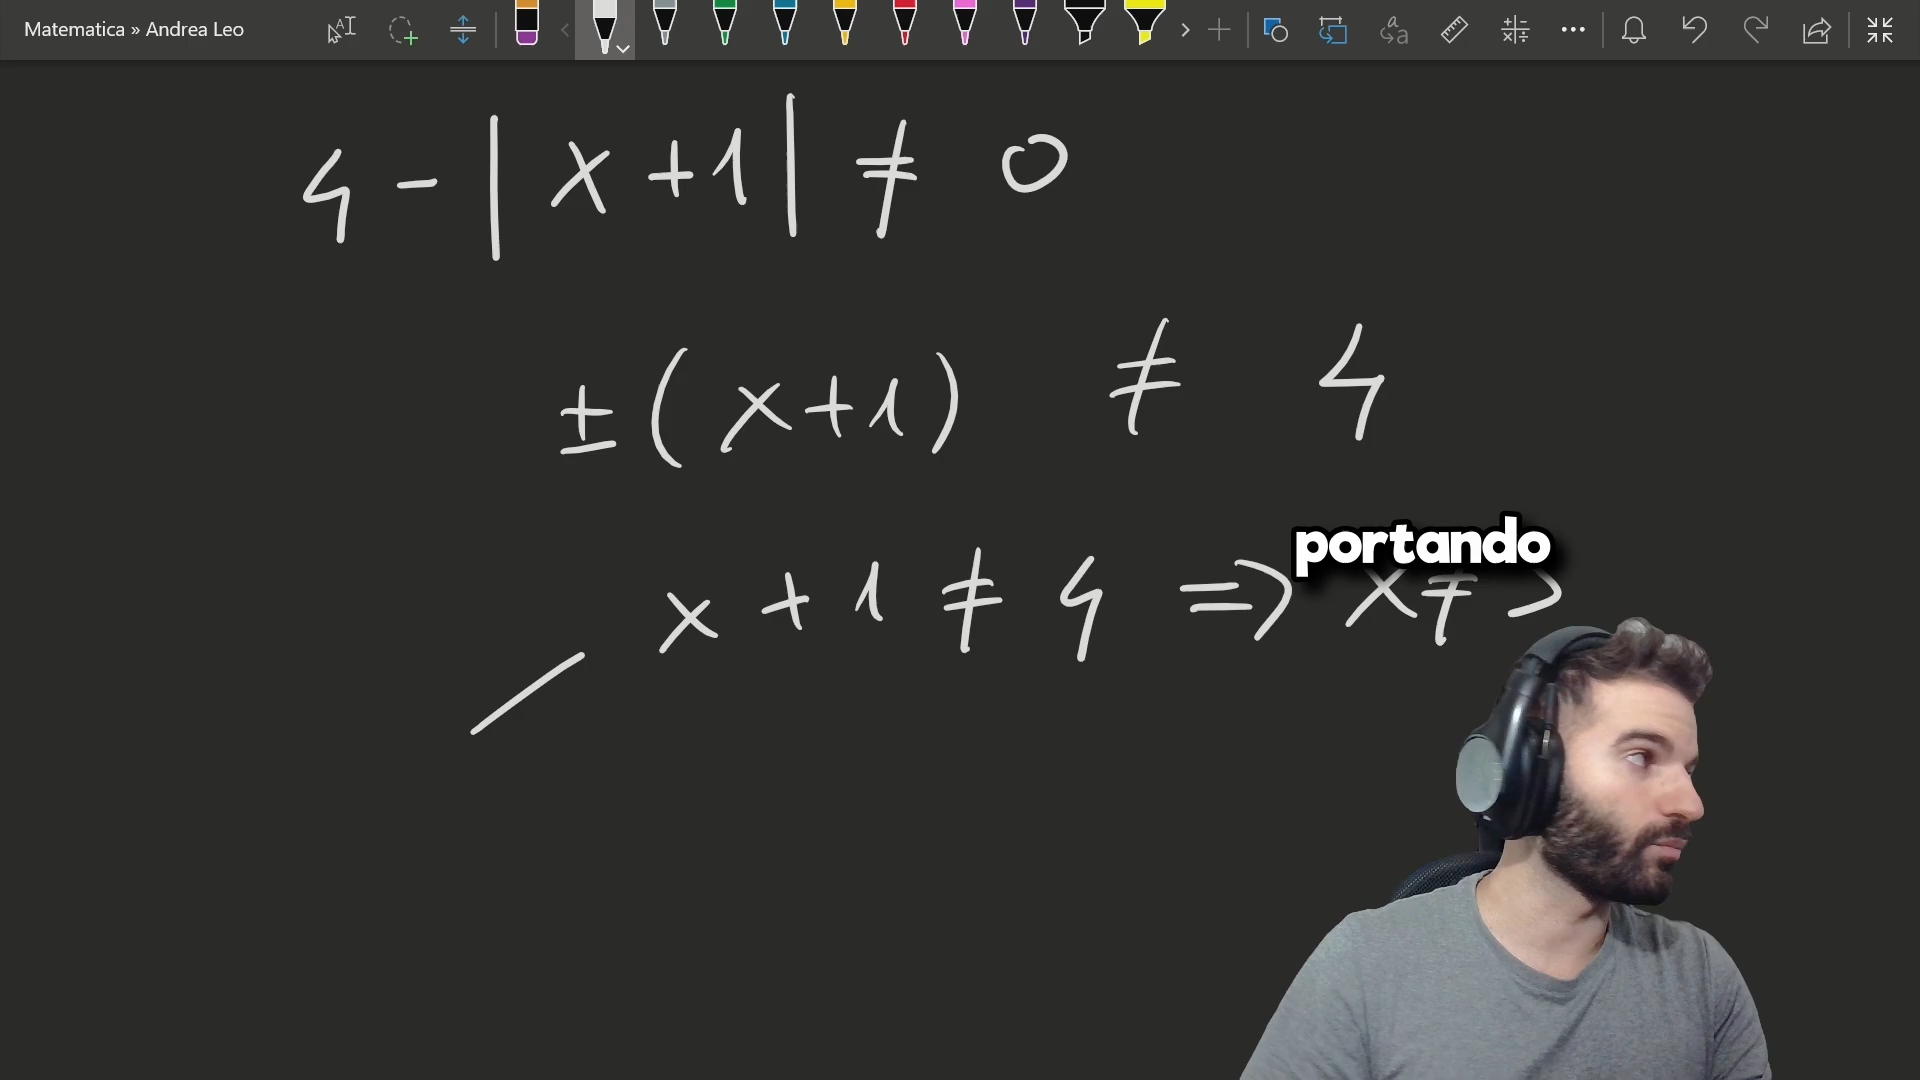 Matematica » Andrea Leo
4 - | x + 1 | ≠ 0
± ( x + 1 ) ≠ 4
portando
x + 1 ≠ 4 => x ≠ 3